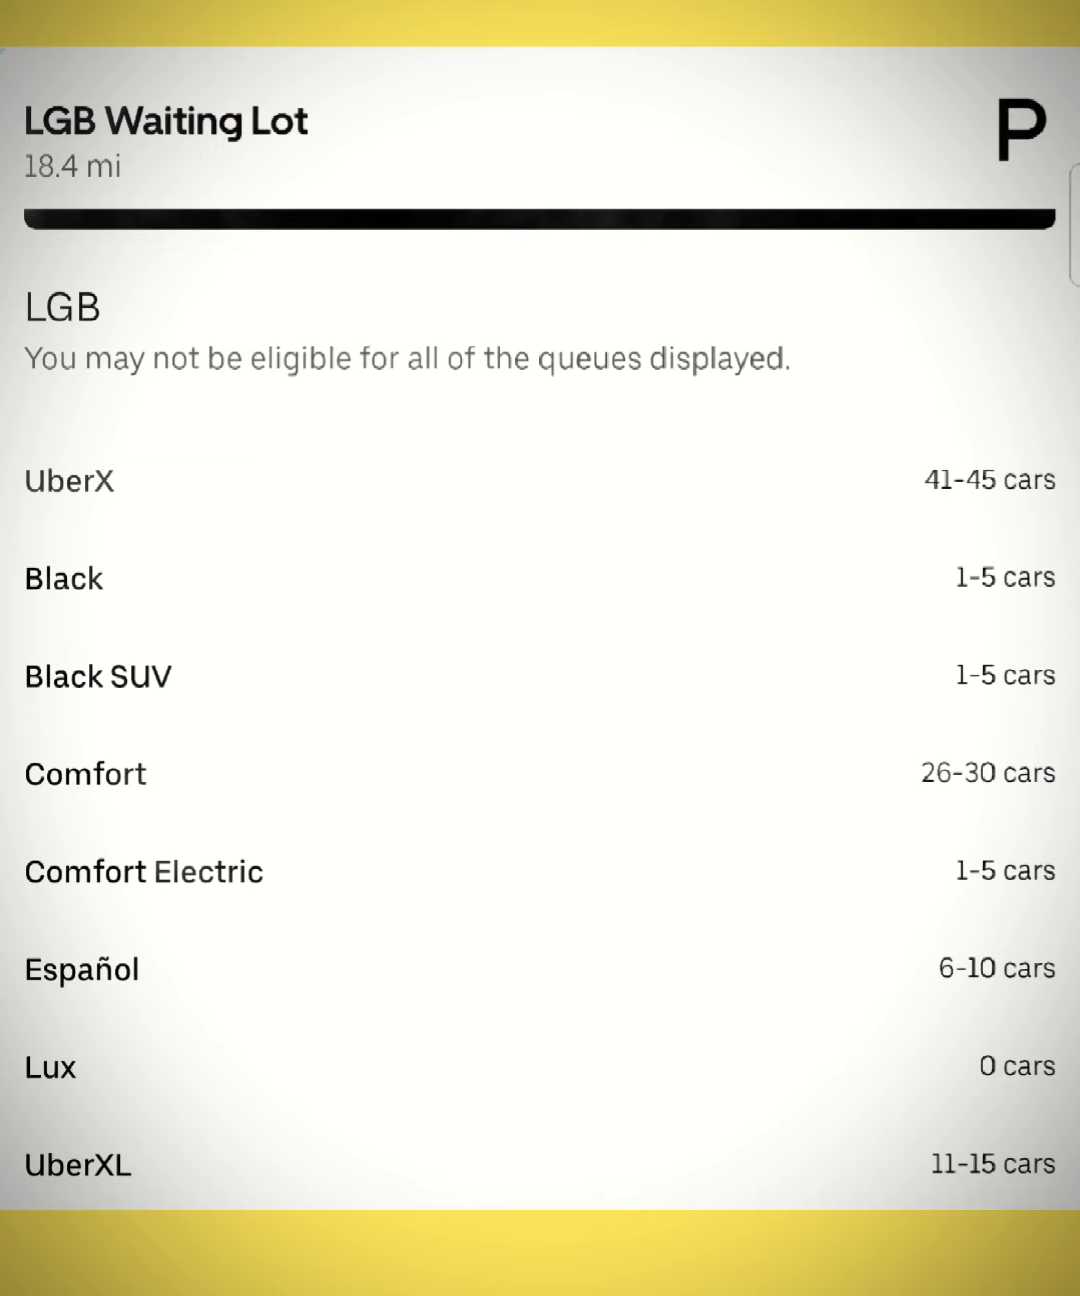 LGB Waiting Lot
P
18.4 mi
LGB
You may not be eligible for all of the queues displayed.
UberX 41-45 cars
Black 1-5 cars
Black SUV 1-5 cars
Comfort 26-30 cars
Comfort Electric 1-5 cars
Español 6-10 cars
Lux 0 cars
UberXL 11-15 cars